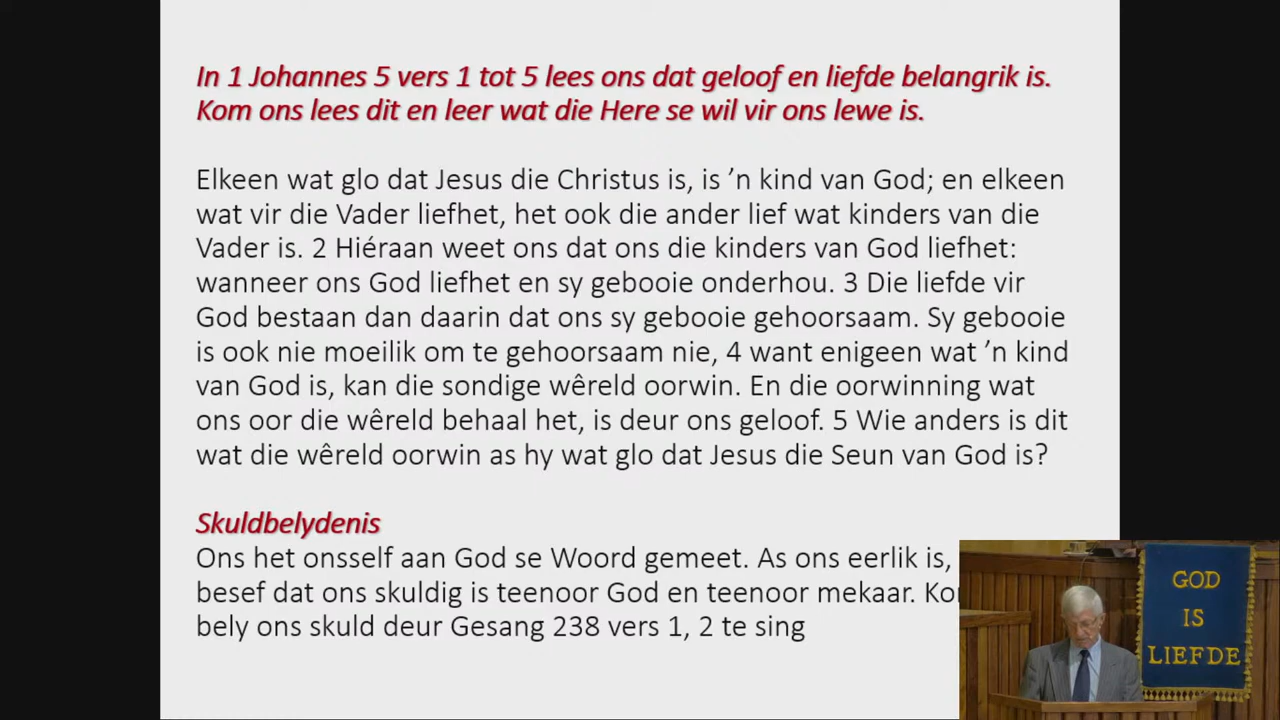 In 1 Johannes 5 vers 1 tot 5 lees ons dat geloof en liefde belangrik is.
Kom ons lees dit en leer wat die Here se wil vir ons lewe is.
Elkeen wat glo dat Jesus die Christus is, is ’n kind van God; en elkeen
wat vir die Vader liefhet, het ook die ander lief wat kinders van die
Vader is. 2 Hiéraan weet ons dat ons die kinders van God liefhet:
wanneer ons God liefhet en sy gebooie onderhou. 3 Die liefde vir
God bestaan dan daarin dat ons sy gebooie gehoorsaam. Sy gebooie
is ook nie moeilik om te gehoorsaam nie, 4 want enigeen wat ’n kind
van God is, kan die sondige wêreld oorwin. En die oorwinning wat
ons oor die wêreld behaal het, is deur ons geloof. 5 Wie anders is dit
wat die wêreld oorwin as hy wat glo dat Jesus die Seun van God is?
Skuldbelydenis
Ons het onsself aan God se Woord gemeet. As ons eerlik is,
besef dat ons skuldig is teenoor God en teenoor mekaar.
bely ons skuld deur Gesang 238 vers 1, 2 te sing
GOD
IS
LIEFDE